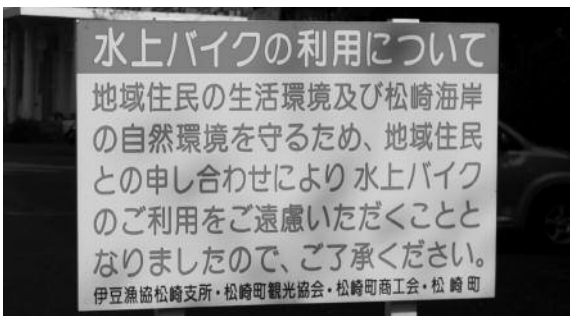 水上バイクの利用について
地域住民の生活環境及び松崎海岸
の自然環境を守るため、地域住民
との申し合わせにより水上バイク
のご利用をご遠慮いただくことと
なりましたので、ご了承ください。
伊豆漁協松崎支所・松崎町観光協会・松崎町商工会・松崎町